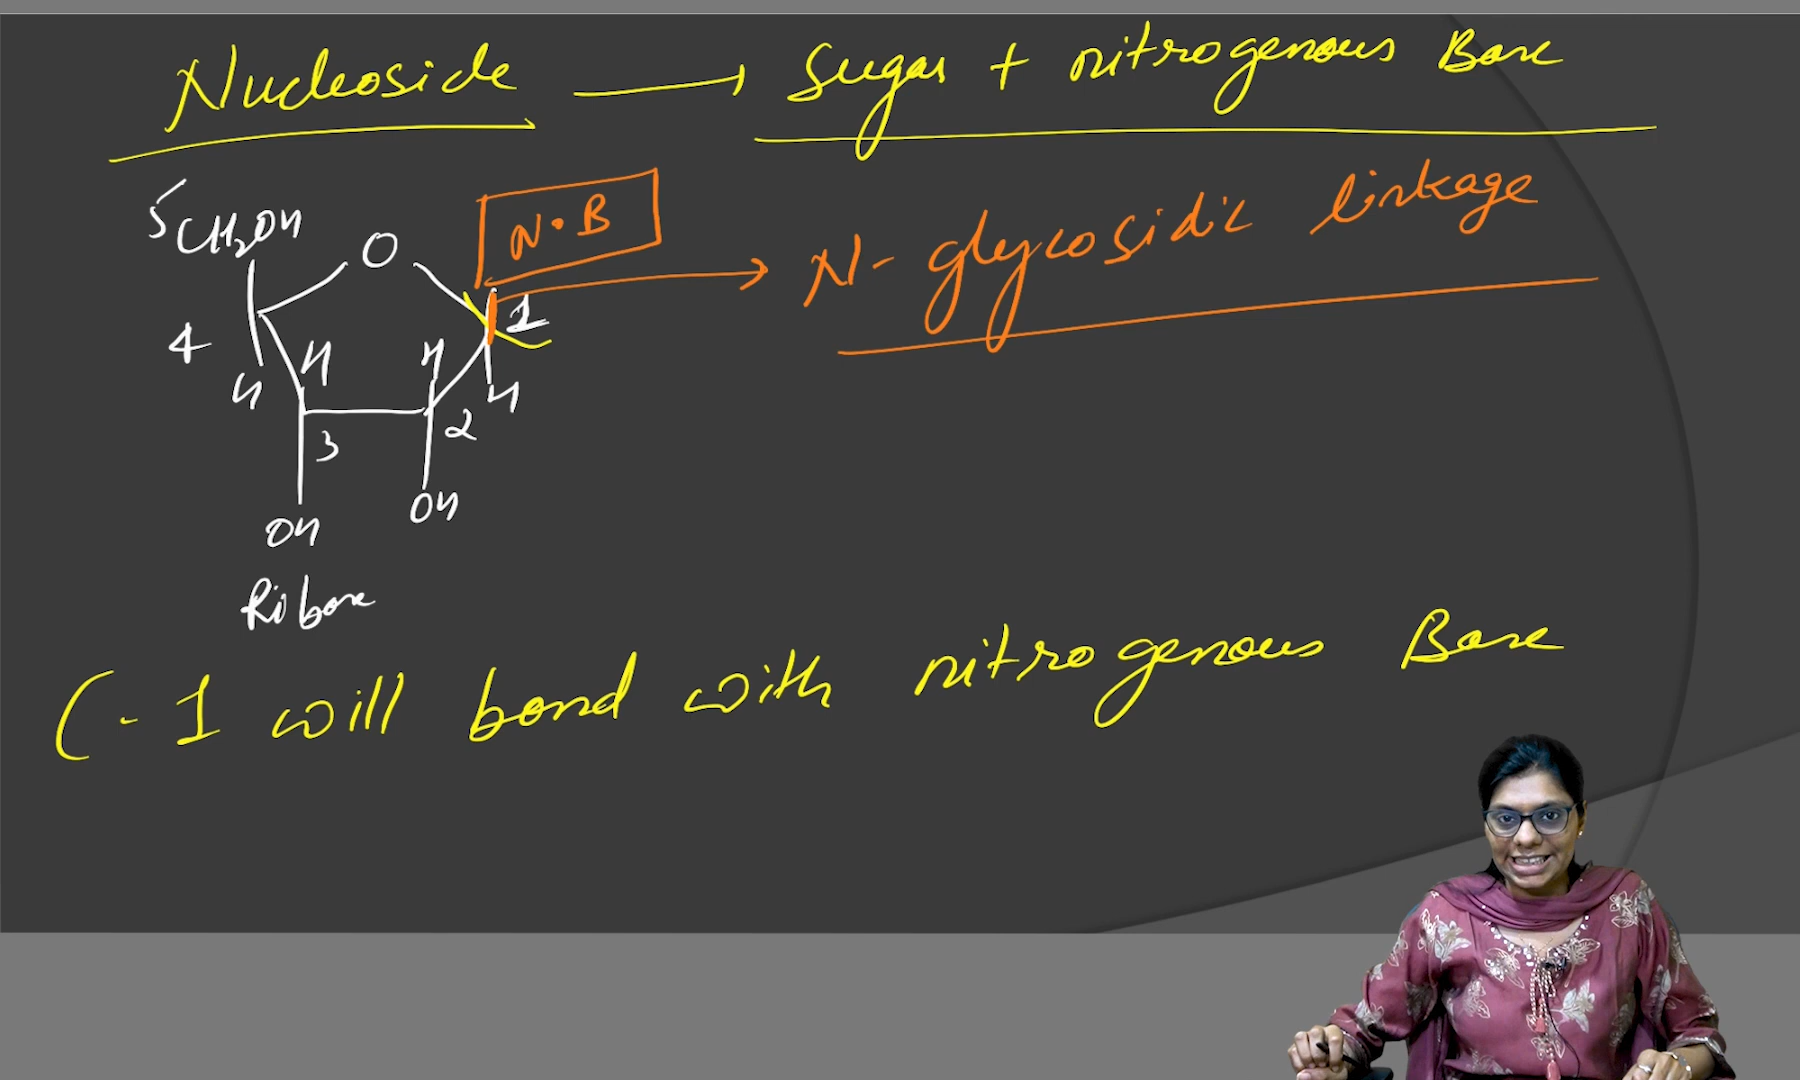 Nucleoside → Sugar + nitrogenous Base
N-glycosidic linkage
N.B
5 CH₂OH
O
1
4
H
H
H
H
3
2
OH
OH
Ribose
C-1 will bond with nitrogenous Base